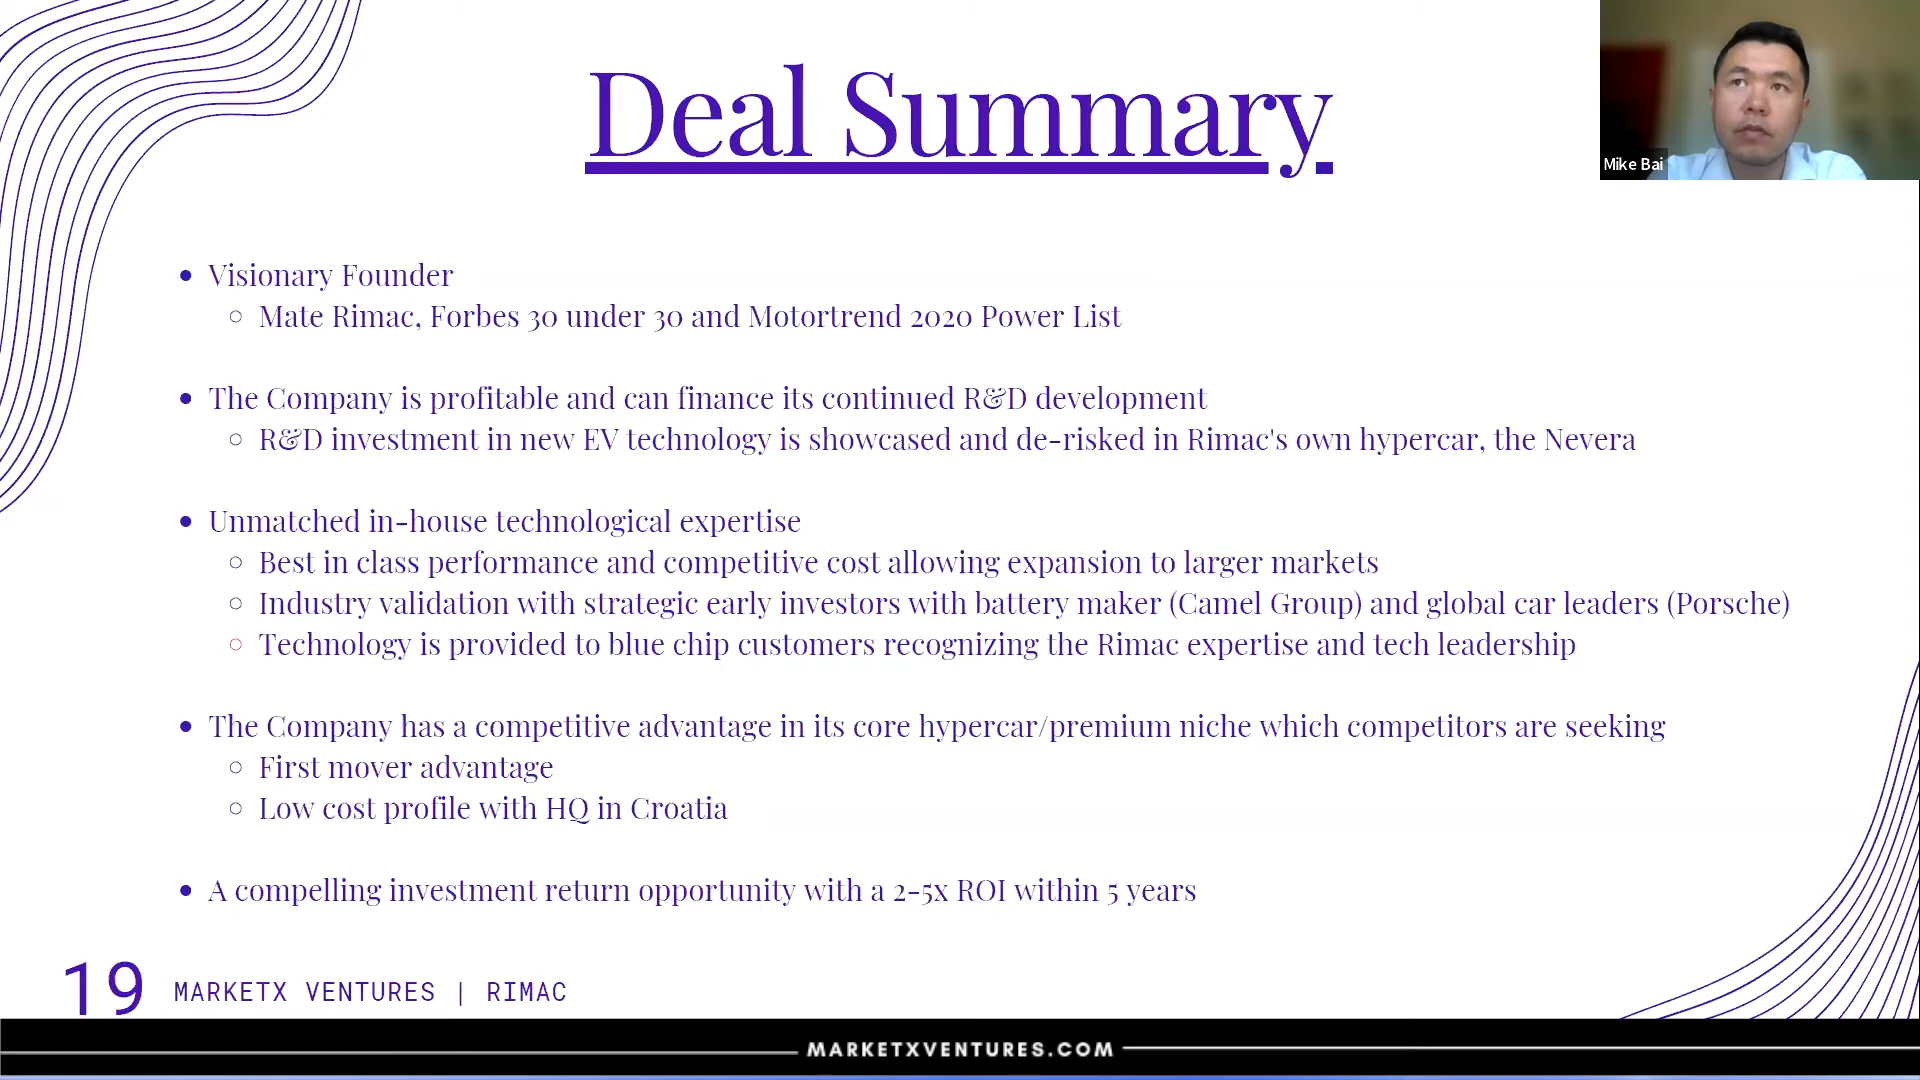 Deal Summary
Mike Bai
• Visionary Founder
○ Mate Rimac, Forbes 30 under 30 and Motortrend 2020 Power List
• The Company is profitable and can finance its continued R&D development
○ R&D investment in new EV technology is showcased and de-risked in Rimac's own hypercar, the Nevera
• Unmatched in-house technological expertise
○ Best in class performance and competitive cost allowing expansion to larger markets
○ Industry validation with strategic early investors with battery maker (Camel Group) and global car leaders (Porsche)
○ Technology is provided to blue chip customers recognizing the Rimac expertise and tech leadership
• The Company has a competitive advantage in its core hypercar/premium niche which competitors are seeking
○ First mover advantage
○ Low cost profile with HQ in Croatia
• A compelling investment return opportunity with a 2-5x ROI within 5 years
19 MARKETX VENTURES | RIMAC
MARKETXVENTURES.COM